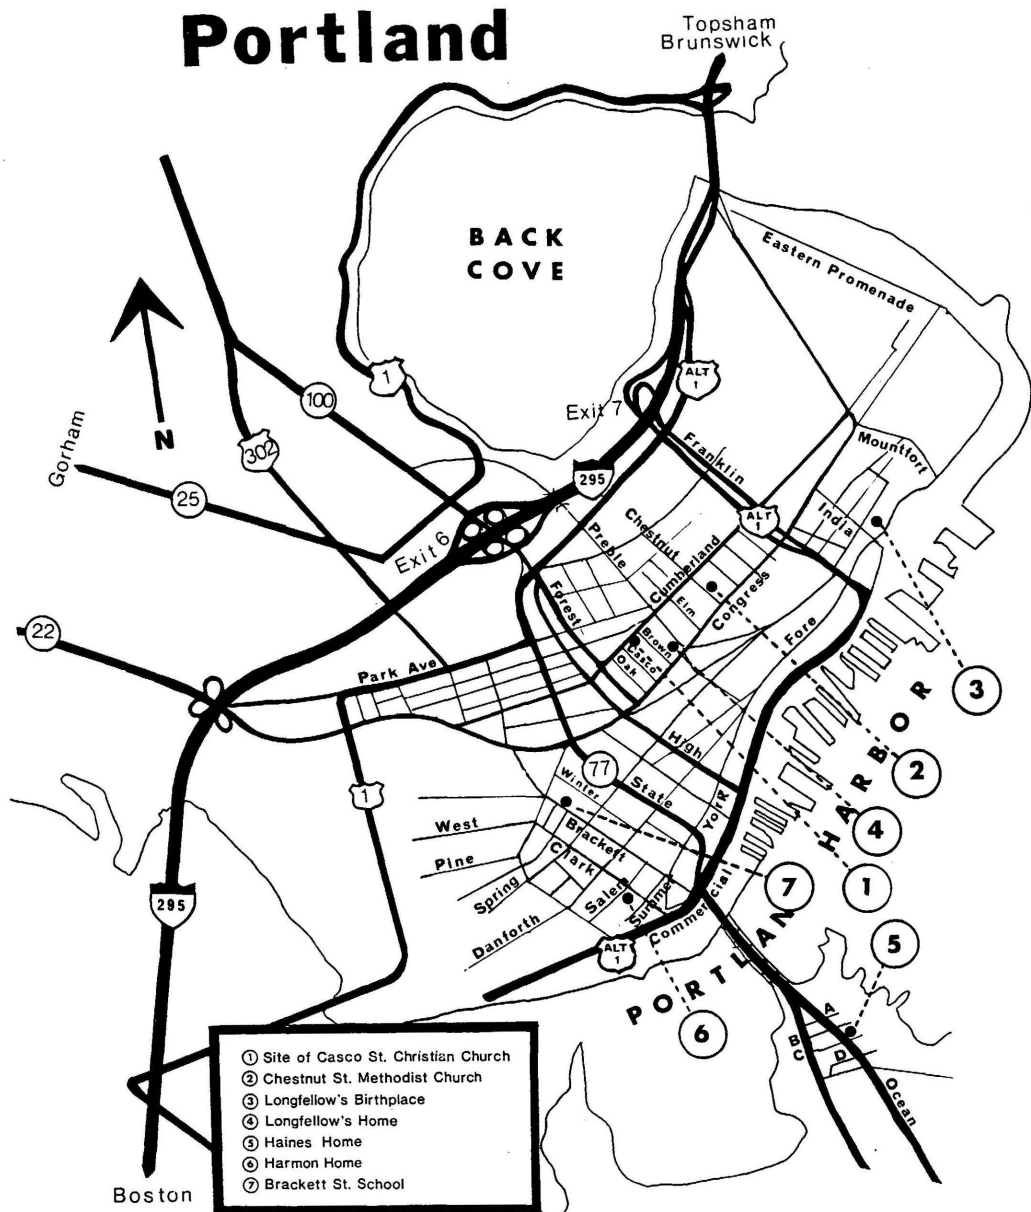 Portland
Topsham
Brunswick
BACK
COVE
Eastern Promenade
N
1
ALT
1
100
302
Gorham
25
Exit 7
295
Franklin
Mountfort
ALT
1
India
Exit 6
Preble
Chestnut
Cumberland
Elm
Congress
Forest
Brown
Casco
Oak
Fore
22
Park Ave
High
77
State
York
1
Winter
West
Brackett
Pine
Clark
Spring
Salem
Summer
Danforth
Commercial
ALT
1
295
3
2
4
1
7
5
6
PORTLAND HARBOR
A
B
C
D
Ocean
Boston
1 Site of Casco St. Christian Church
2 Chestnut St. Methodist Church
3 Longfellow's Birthplace
4 Longfellow's Home
5 Haines Home
6 Harmon Home
7 Brackett St. School